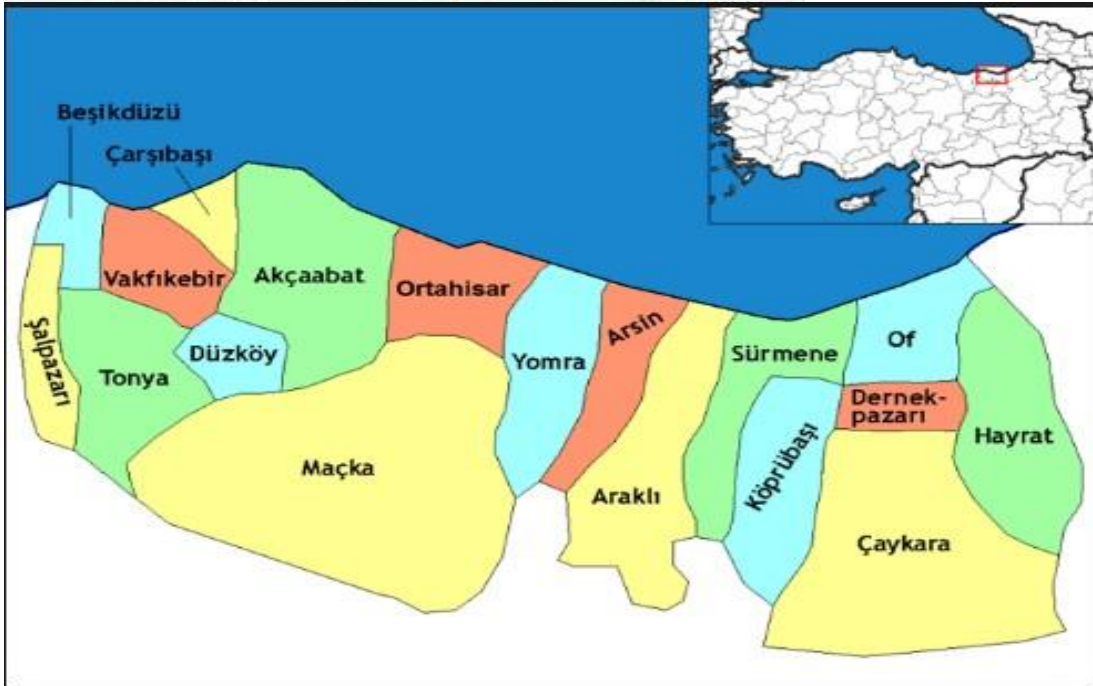 Beşikdüzü
Çarşıbaşı
Vakfıkebir
Akçaabat
Ortahisar
Şalpazarı
Tonya
Düzköy
Yomra
Arsin
Sürmene
Of
Maçka
Araklı
Köprübaşı
Dernek-
pazarı
Hayrat
Çaykara